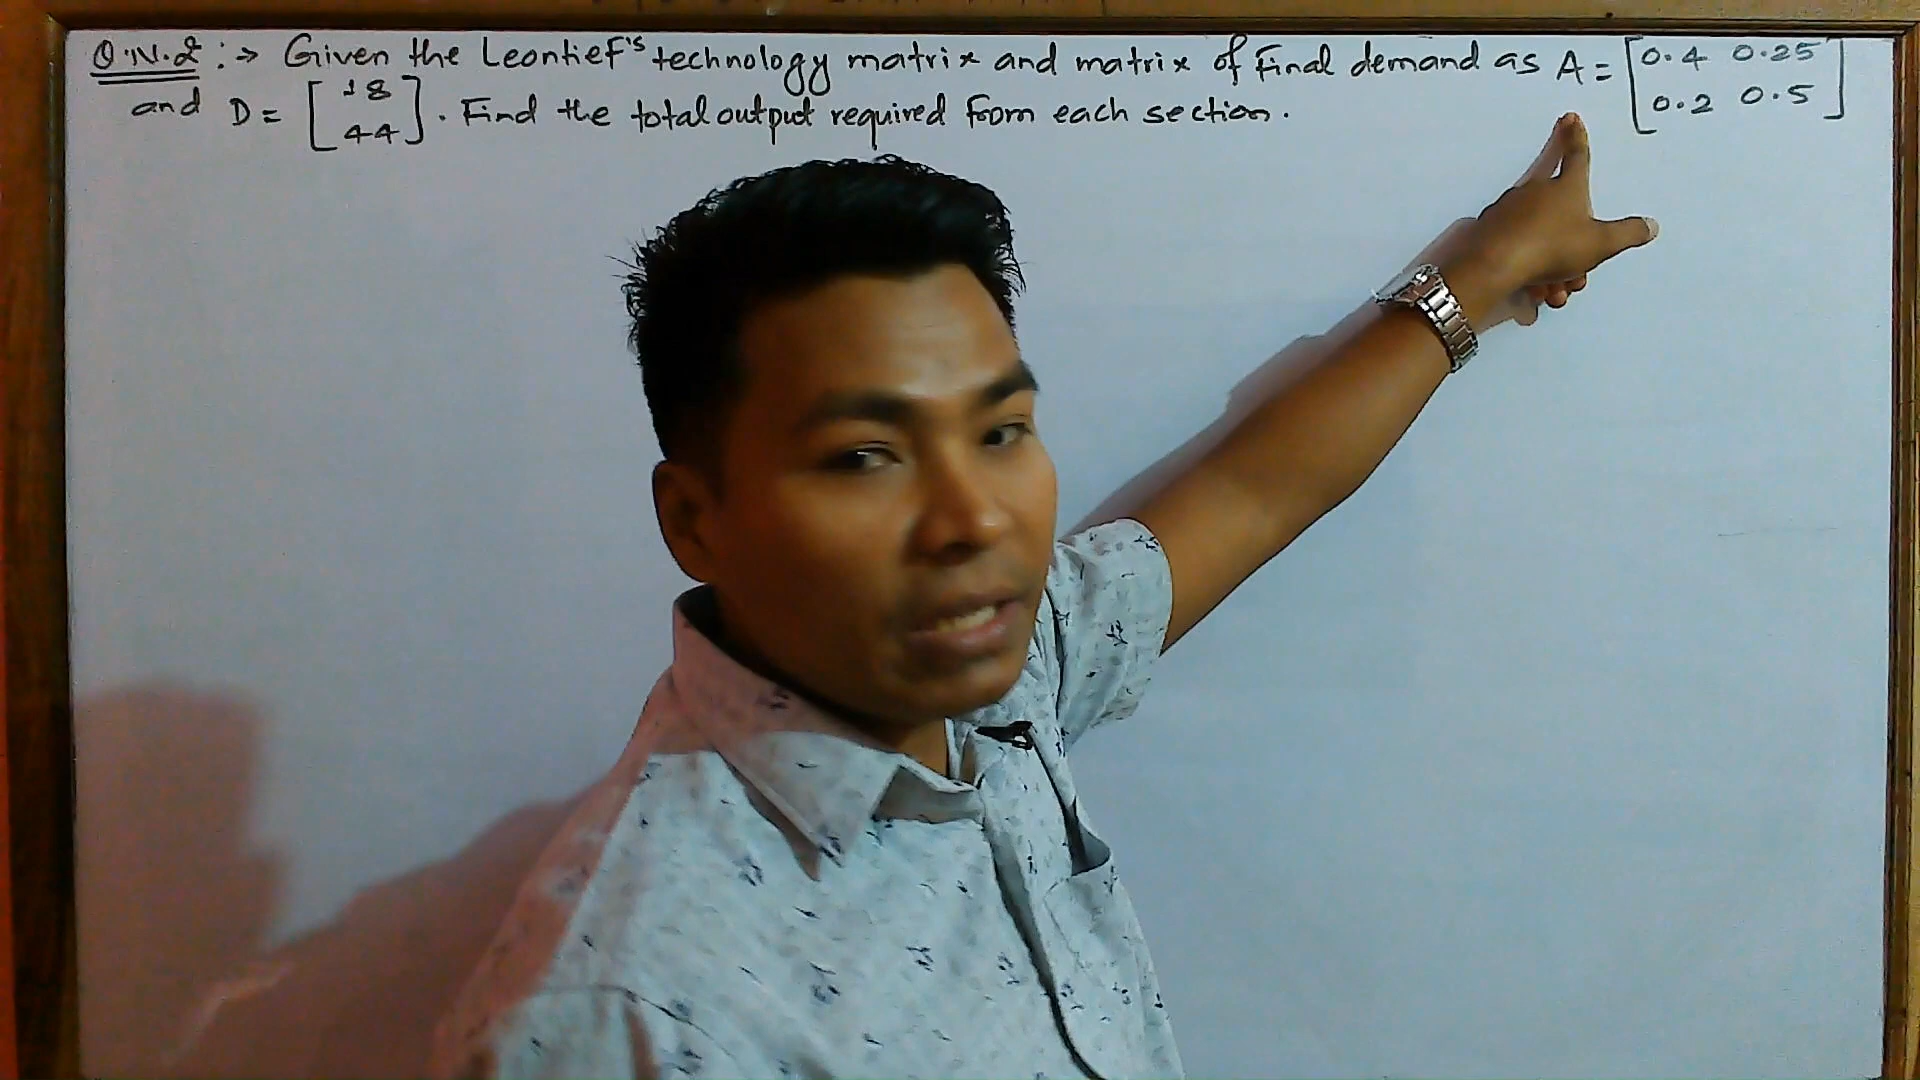 Q.N.2 :→ Given the Leontief's technology matrix and matrix of final demand as A = [0.4 0.25
0.2 0.5]
and D = [18
44]. Find the total output required from each section.